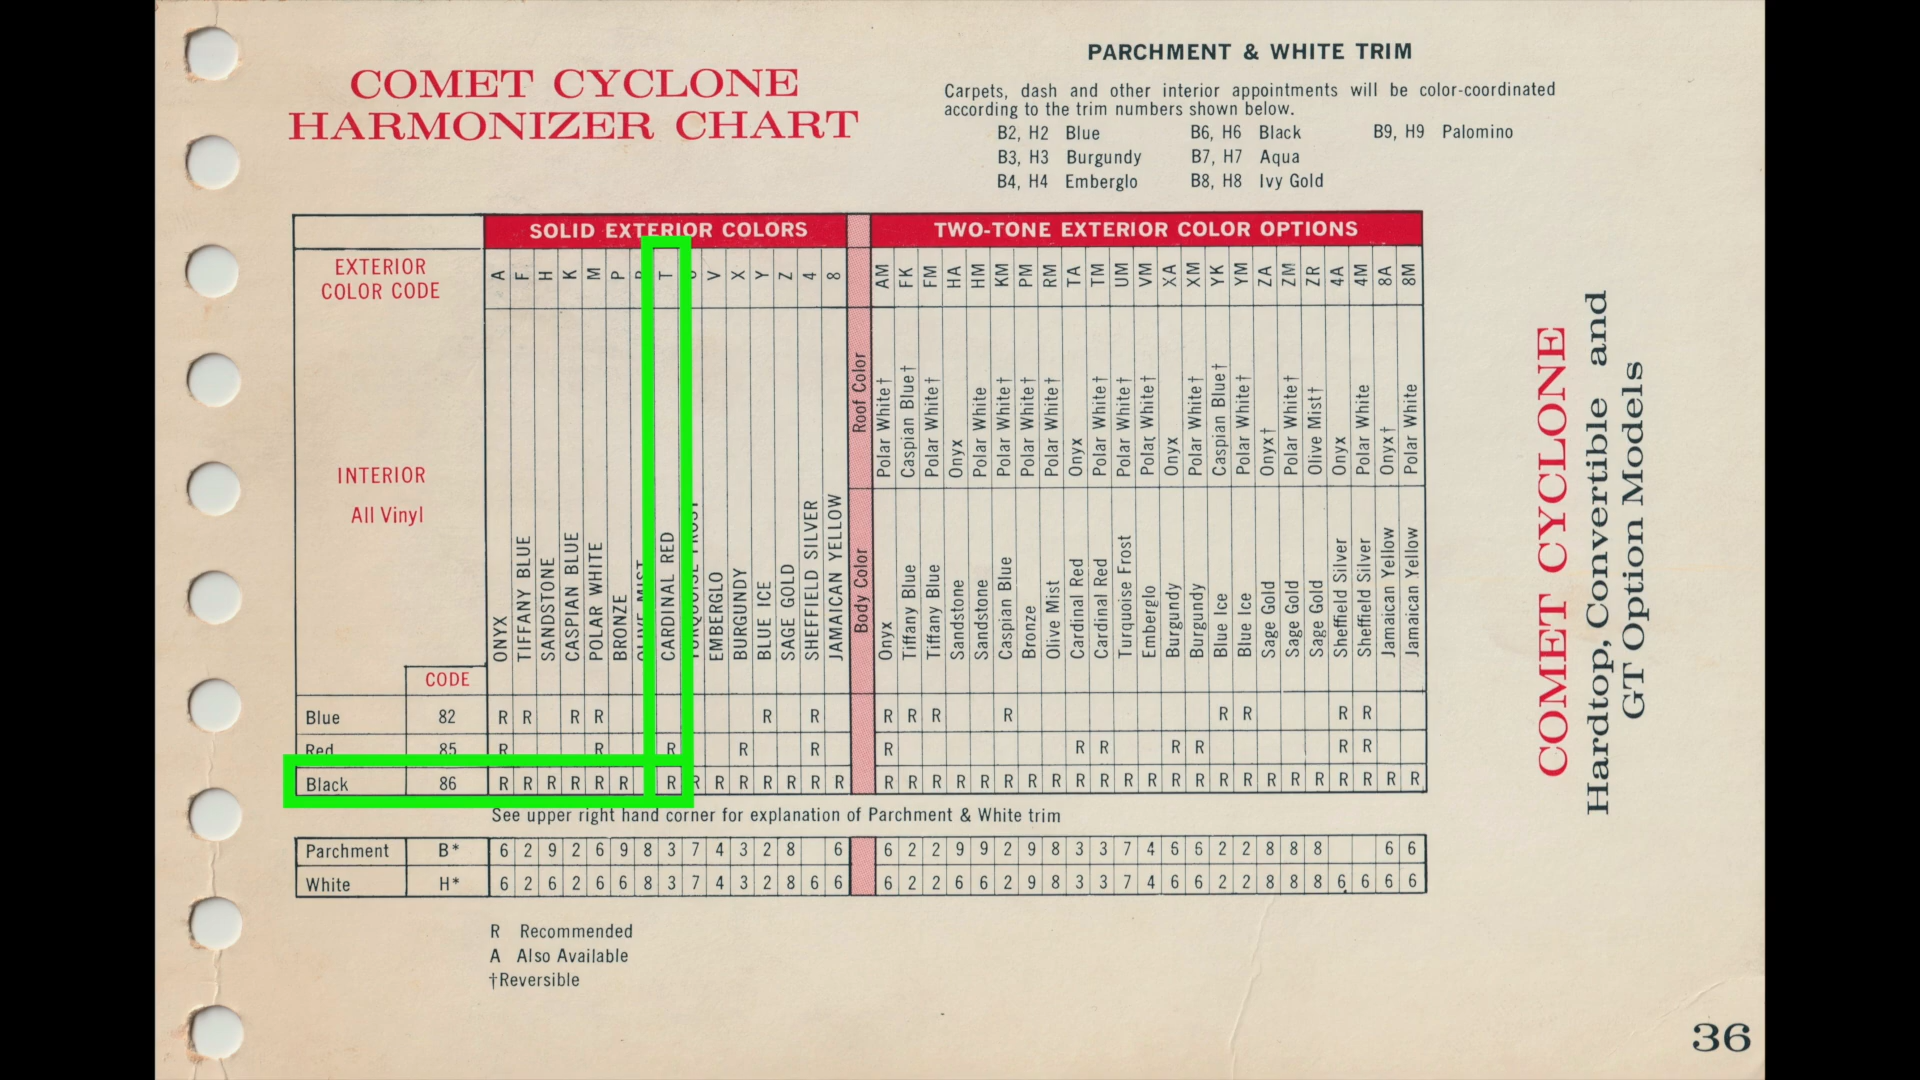 COMET CYCLONE
HARMONIZER CHART
PARCHMENT & WHITE TRIM
Carpets, dash and other interior appointments will be color-coordinated
according to the trim numbers shown below.
B2, H2 Blue B6, H6 Black B9, H9 Palomino
B3, H3 Burgundy B7, H7 Aqua
B4, H4 Emberglo B8, H8 Ivy Gold
SOLID EXTERIOR COLORS TWO-TONE EXTERIOR COLOR OPTIONS
EXTERIOR
COLOR CODE
A F H K M P T V X Y Z 4 8 AM FK FM HA HM KM PM RM TA TM UM VM XA XM YK YM ZA ZM ZR 4A 4M 8A 8M
Roof Color
Polar White†
Caspian Blue†
Polar White†
Onyx
Polar White
Polar White†
Polar White†
Polar White†
Onyx
Polar White†
Polar White†
Polar White†
Onyx
Polar White†
Caspian Blue†
Polar White†
Onyx†
Polar White†
Olive Mist†
Onyx
Polar White
Onyx†
Polar White
INTERIOR
All Vinyl
ONYX
TIFFANY BLUE
SANDSTONE
CASPIAN BLUE
POLAR WHITE
BRONZE
CARDINAL RED
EMBERGLO
BURGUNDY
BLUE ICE
SAGE GOLD
SHEFFIELD SILVER
JAMAICAN YELLOW
Body Color
Onyx
Tiffany Blue
Tiffany Blue
Sandstone
Sandstone
Caspian Blue
Bronze
Olive Mist
Cardinal Red
Cardinal Red
Turquoise Frost
Emberglo
Burgundy
Burgundy
Blue Ice
Blue Ice
Sage Gold
Sage Gold
Sage Gold
Sheffield Silver
Sheffield Silver
Jamaican Yellow
Jamaican Yellow
CODE
Blue 82 R R R R R R R R R R R R R R
Red 85 R R R R R R R R R R R R
Black 86 R R R R R R R R R R R R R R R R R R R R R R R R R R R R R R R R R R R R R
See upper right hand corner for explanation of Parchment & White trim
Parchment B* 6 2 9 2 6 9 8 3 7 4 3 2 8 6 6 2 2 9 9 2 9 8 3 3 7 4 6 6 2 2 8 8 8 6 6
White H* 6 2 6 2 6 6 8 3 7 4 3 2 8 6 6 6 2 2 6 6 2 9 8 3 3 7 4 6 6 2 2 8 8 8 6 6 6 6
R Recommended
A Also Available
†Reversible
COMET CYCLONE
Hardtop, Convertible and
GT Option Models
36